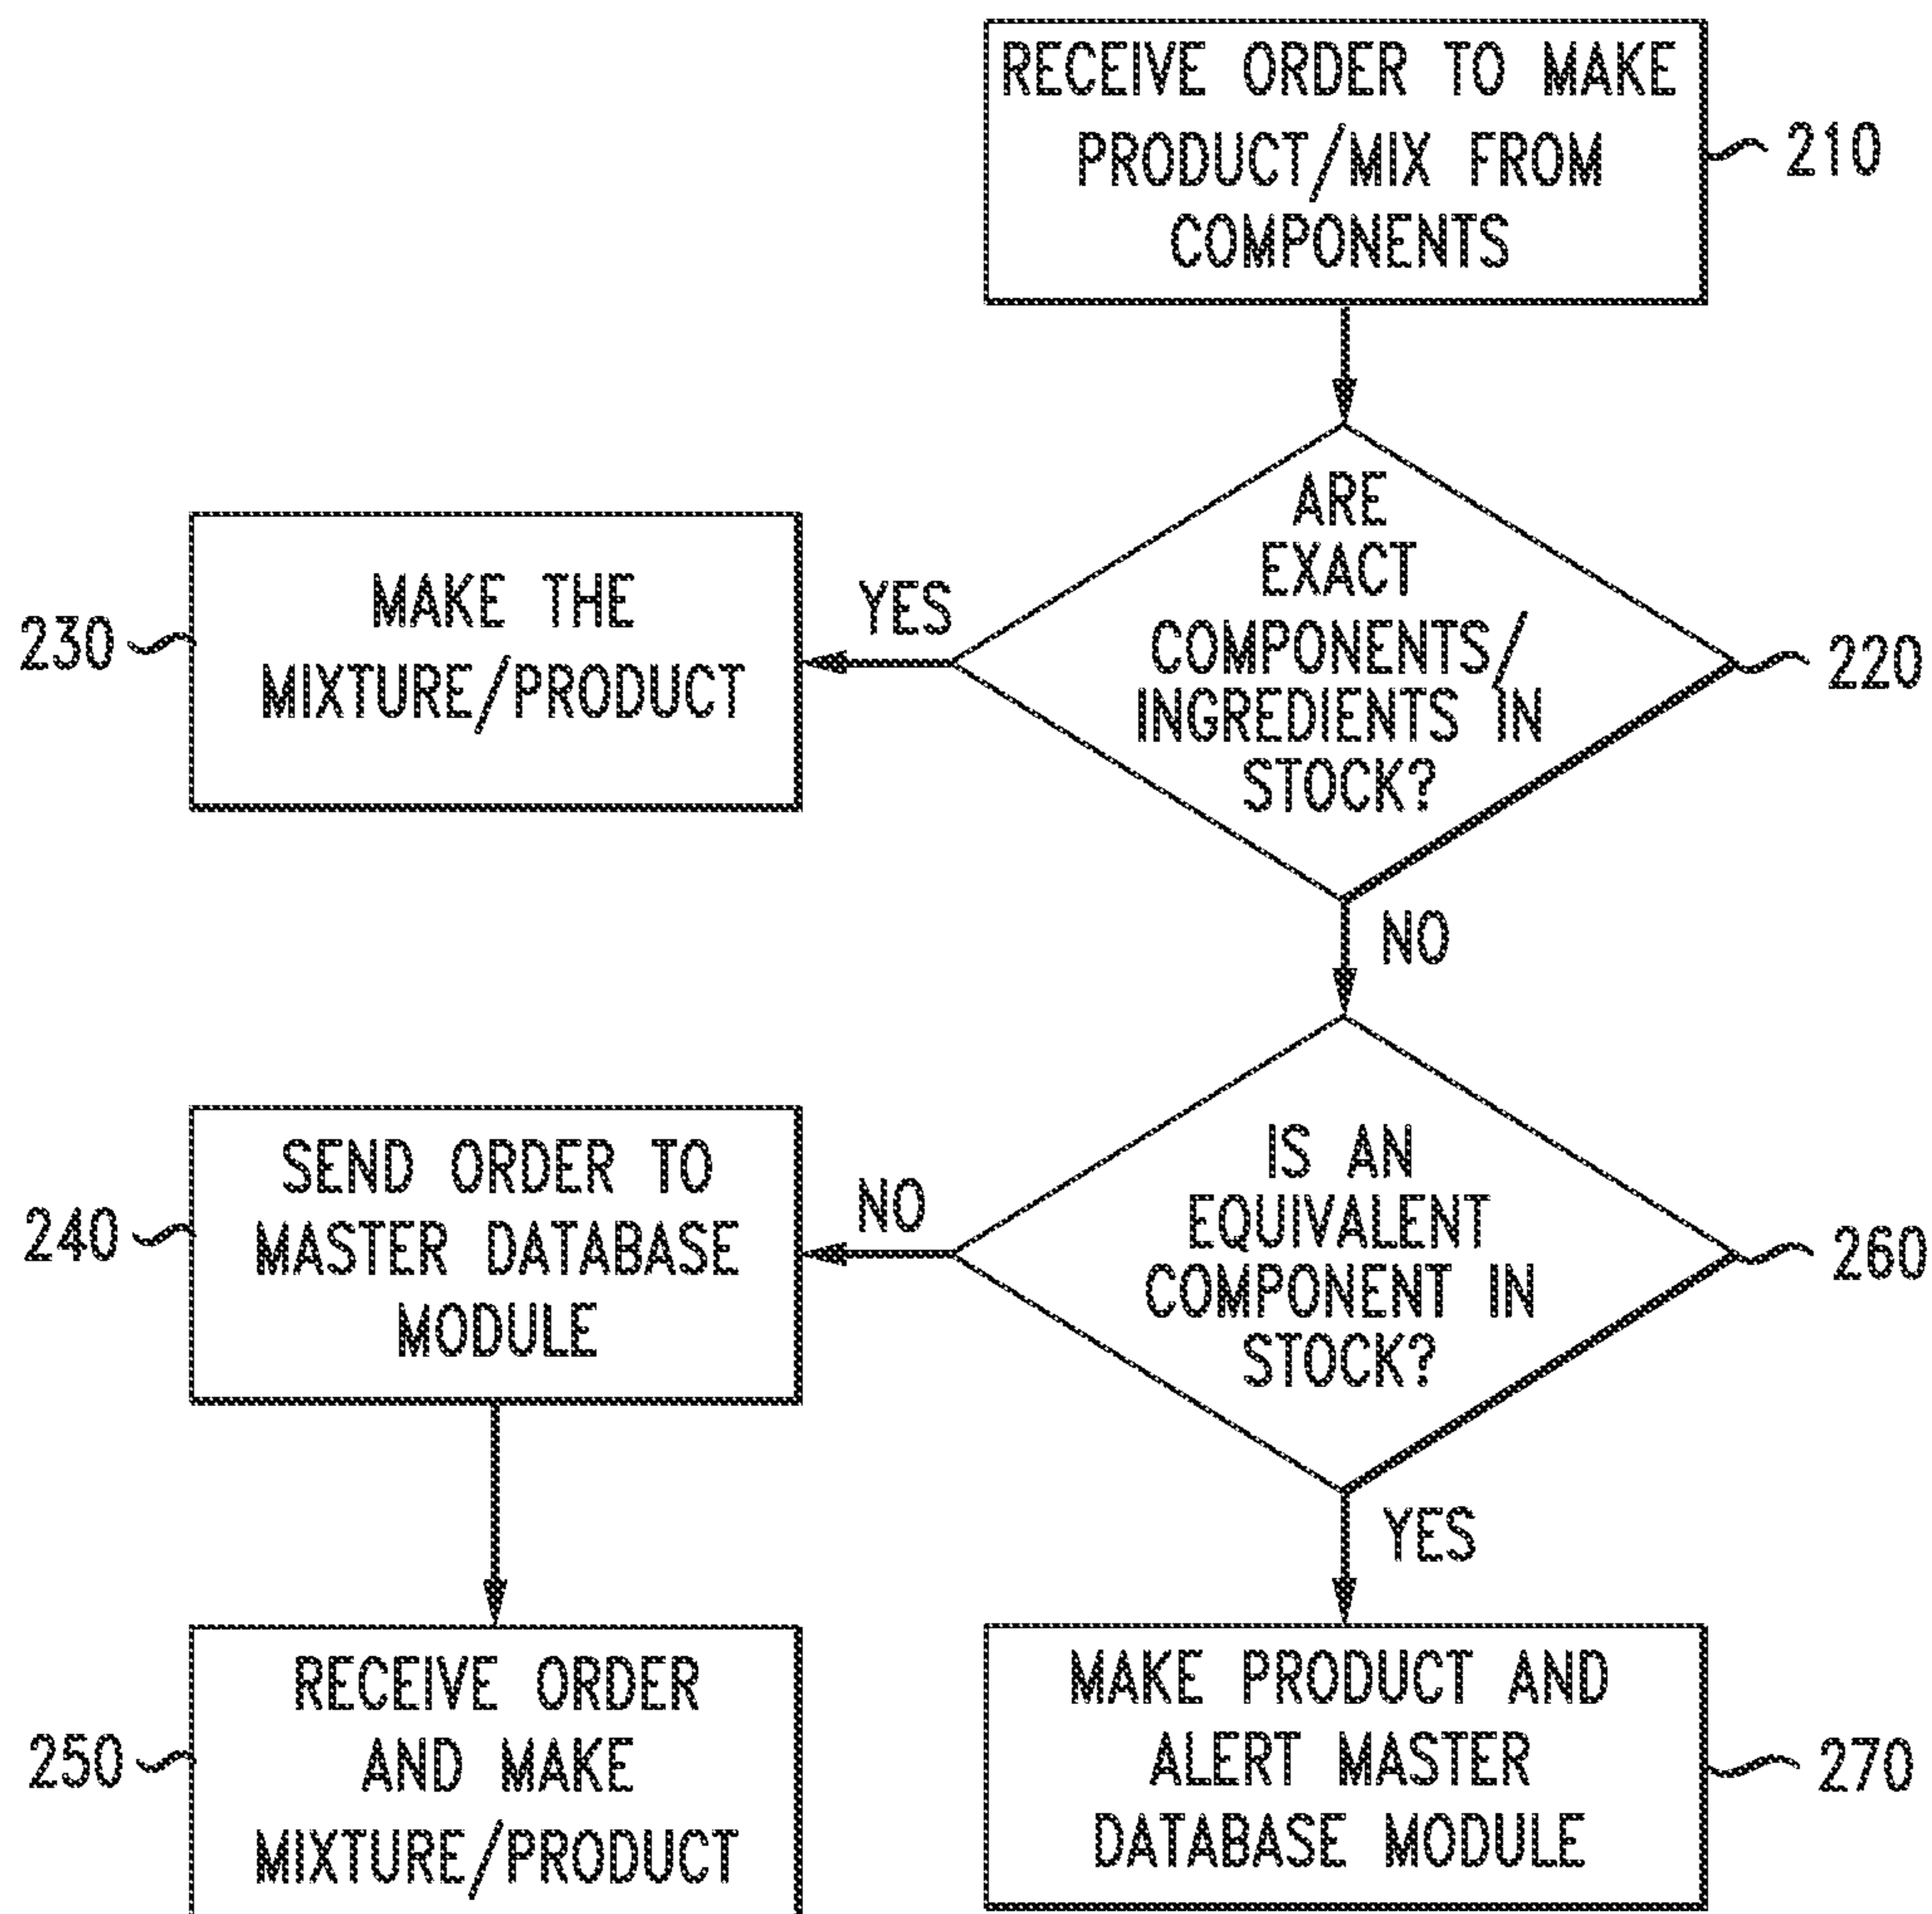 RECEIVE ORDER TO MAKE
PRODUCT/MIX FROM
COMPONENTS
210
ARE
EXACT
COMPONENTS/
INGREDIENTS IN
STOCK?
220
YES
MAKE THE
MIXTURE/PRODUCT
230
NO
IS AN
EQUIVALENT
COMPONENT IN
STOCK?
260
NO
SEND ORDER TO
MASTER DATABASE
MODULE
240
YES
RECEIVE ORDER
AND MAKE
MIXTURE/PRODUCT
250
MAKE PRODUCT AND
ALERT MASTER
DATABASE MODULE
270